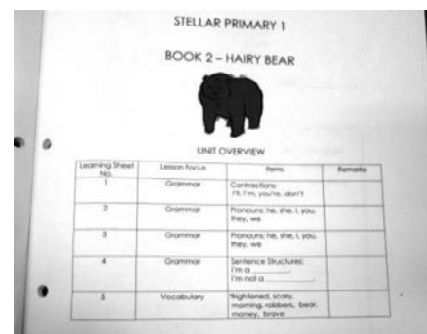 STELLAR PRIMARY 1
BOOK 2 – HAIRY BEAR
UNIT OVERVIEW
Learning Sheet No. Lesson Focus Items Remarks
1 Grammar Contractions: I'll, I'm, you're, don't
2 Grammar Pronouns: he, she, I, you, they, we
3 Grammar Pronouns: he, she, I, you, they, we
4 Grammar Sentence Structures: I'm a ________. I'm not a ________.
5 Vocabulary frightened, scary, morning, robbers, bear, money, brave